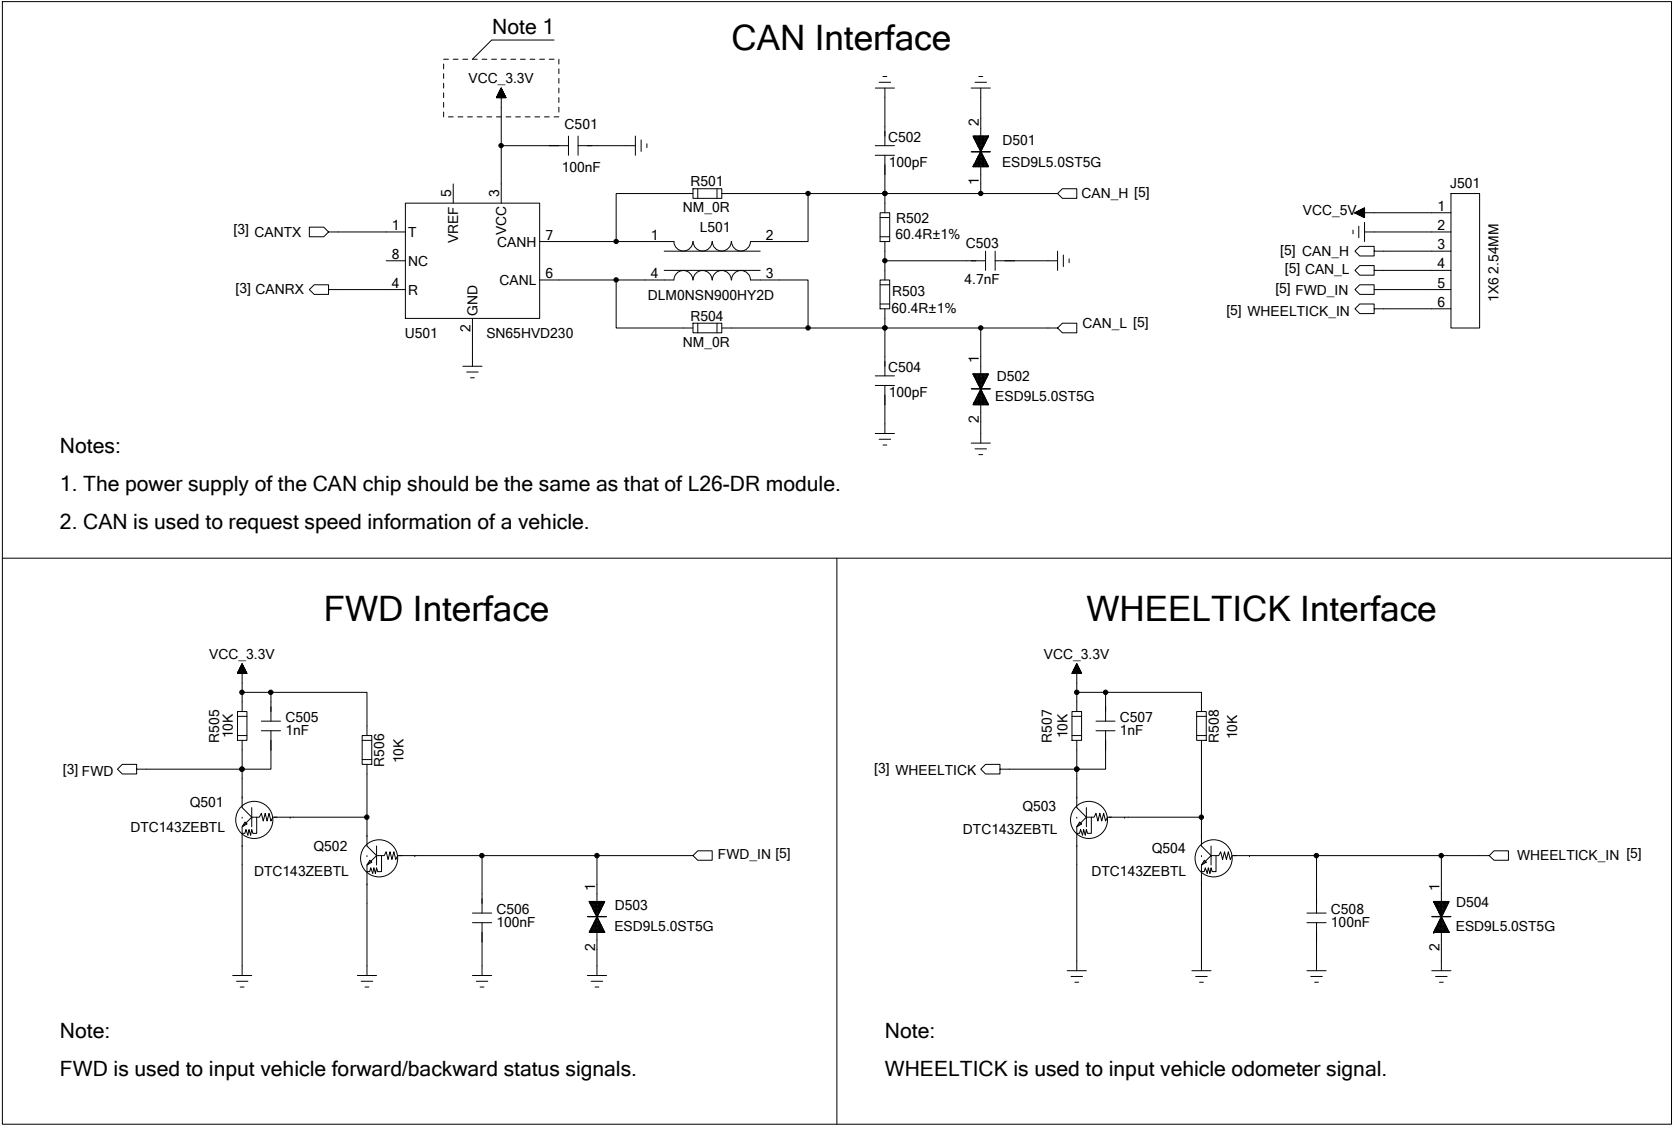 Note 1
CAN Interface
VCC_3.3V
C501
100nF
5
3
VREF
VCC
[3] CANTX
1
T
8
NC
[3] CANRX
4
R
CANH
7
CANL
6
GND
2
U501
SN65HVD230
R501
NM_0R
L501
1
2
4
3
DLM0NSN900HY2D
R504
NM_0R
C502
100pF
2
D501
ESD9L5.0ST5G
1
CAN_H [5]
R502
60.4R±1%
C503
4.7nF
R503
60.4R±1%
CAN_L [5]
C504
100pF
1
D502
ESD9L5.0ST5G
2
J501
VCC_5V
1
2
[5] CAN_H
3
[5] CAN_L
4
[5] FWD_IN
5
[5] WHEELTICK_IN
6
1X6 2.54MM
Notes:
1. The power supply of the CAN chip should be the same as that of L26-DR module.
2. CAN is used to request speed information of a vehicle.
FWD Interface
VCC_3.3V
R505
10K
C505
1nF
R506
10K
[3] FWD
Q501
DTC143ZEBTL
Q502
DTC143ZEBTL
FWD_IN [5]
C506
100nF
1
D503
ESD9L5.0ST5G
2
Note:
FWD is used to input vehicle forward/backward status signals.
WHEELTICK Interface
VCC_3.3V
R507
10K
C507
1nF
R508
10K
[3] WHEELTICK
Q503
DTC143ZEBTL
Q504
DTC143ZEBTL
WHEELTICK_IN [5]
C508
100nF
1
D504
ESD9L5.0ST5G
2
Note:
WHEELTICK is used to input vehicle odometer signal.